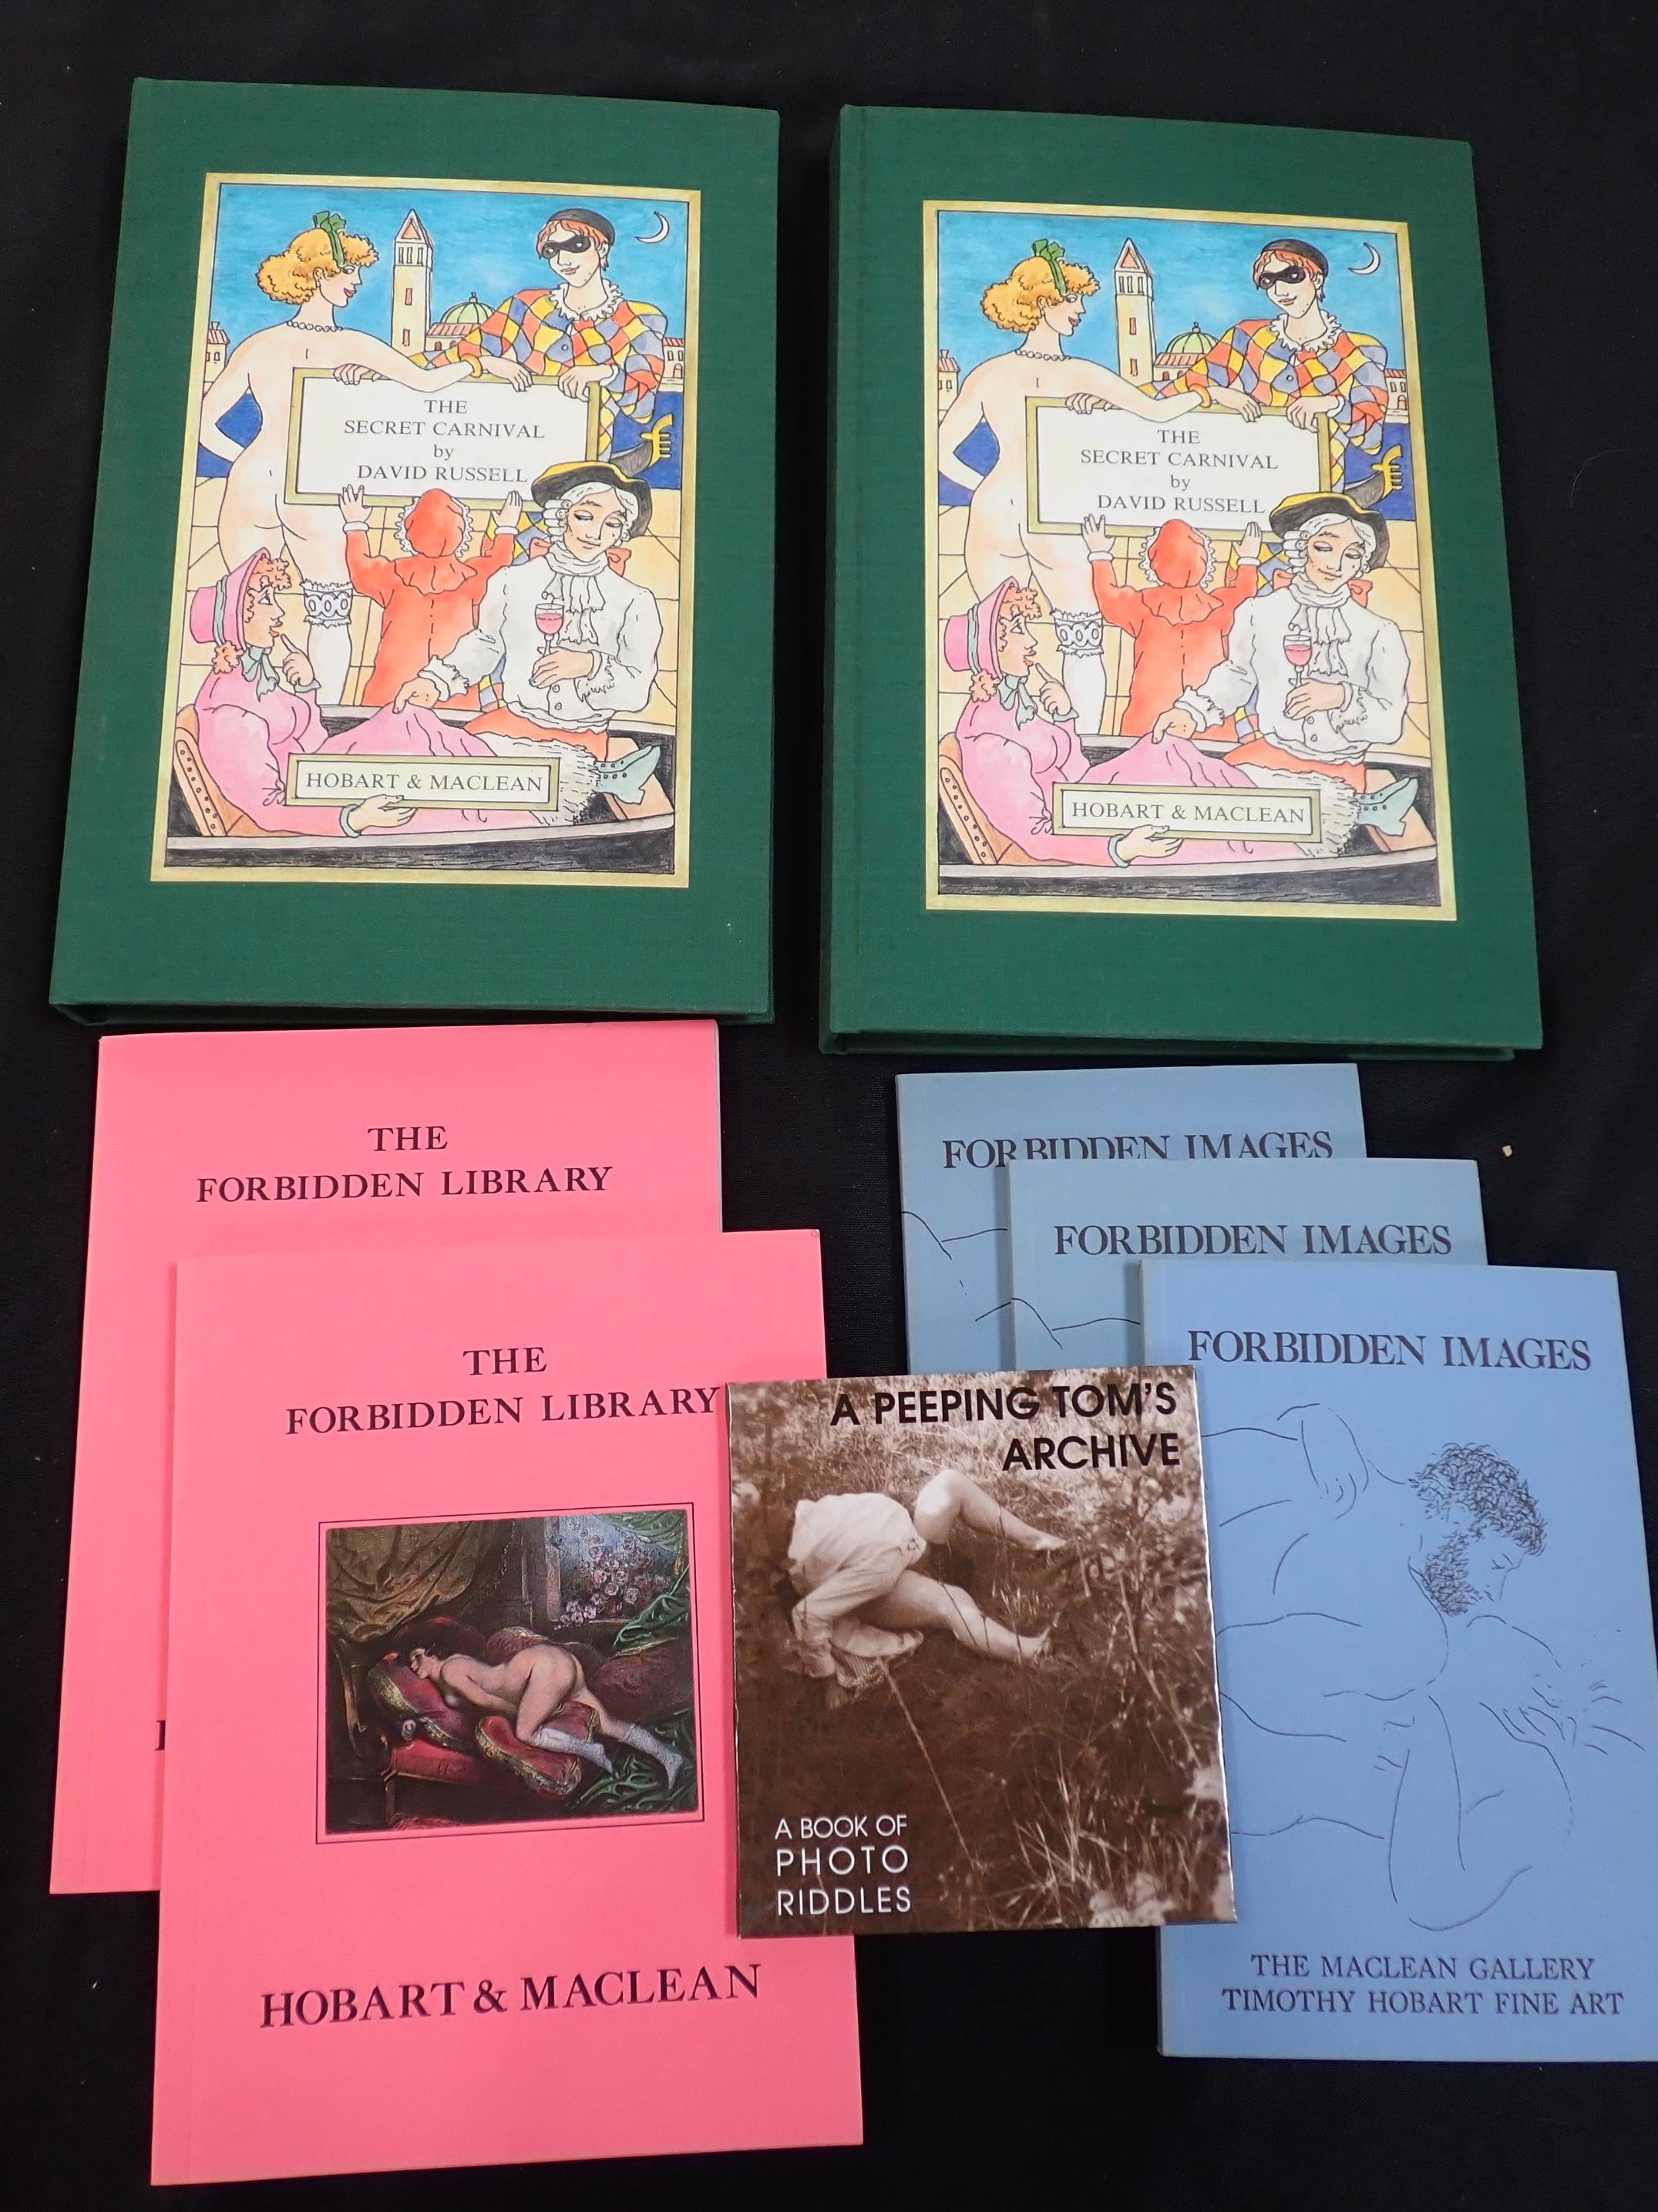 THE
SECRET CARNIVAL
by
DAVID RUSSELL
HOBART & MACLEAN
THE
SECRET CARNIVAL
by
DAVID RUSSELL
HOBART & MACLEAN
THE
FORBIDDEN LIBRARY
THE
FORBIDDEN LIBRARY
HOBART & MACLEAN
A PEEPING TOM'S
ARCHIVE
A BOOK OF
PHOTO
RIDDLES
FORBIDDEN IMAGES
FORBIDDEN IMAGES
FORBIDDEN IMAGES
THE MACLEAN GALLERY
TIMOTHY HOBART FINE ART